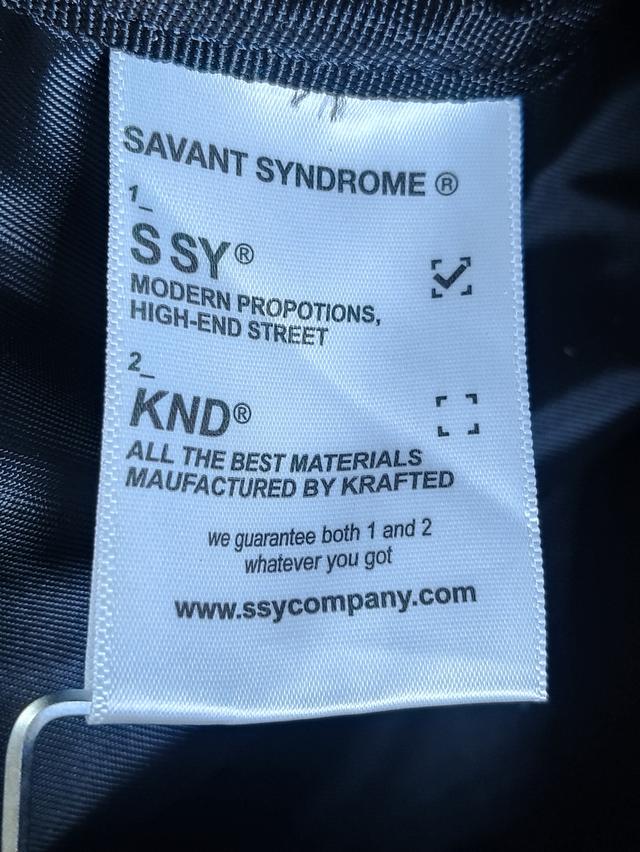 SAVANT SYNDROME ®
1_
SSY®
MODERN PROPOTIONS,
HIGH-END STREET
2_
KND®
ALL THE BEST MATERIALS
MAUFACTURED BY KRAFTED
we guarantee both 1 and 2
whatever you got
www.ssycompany.com